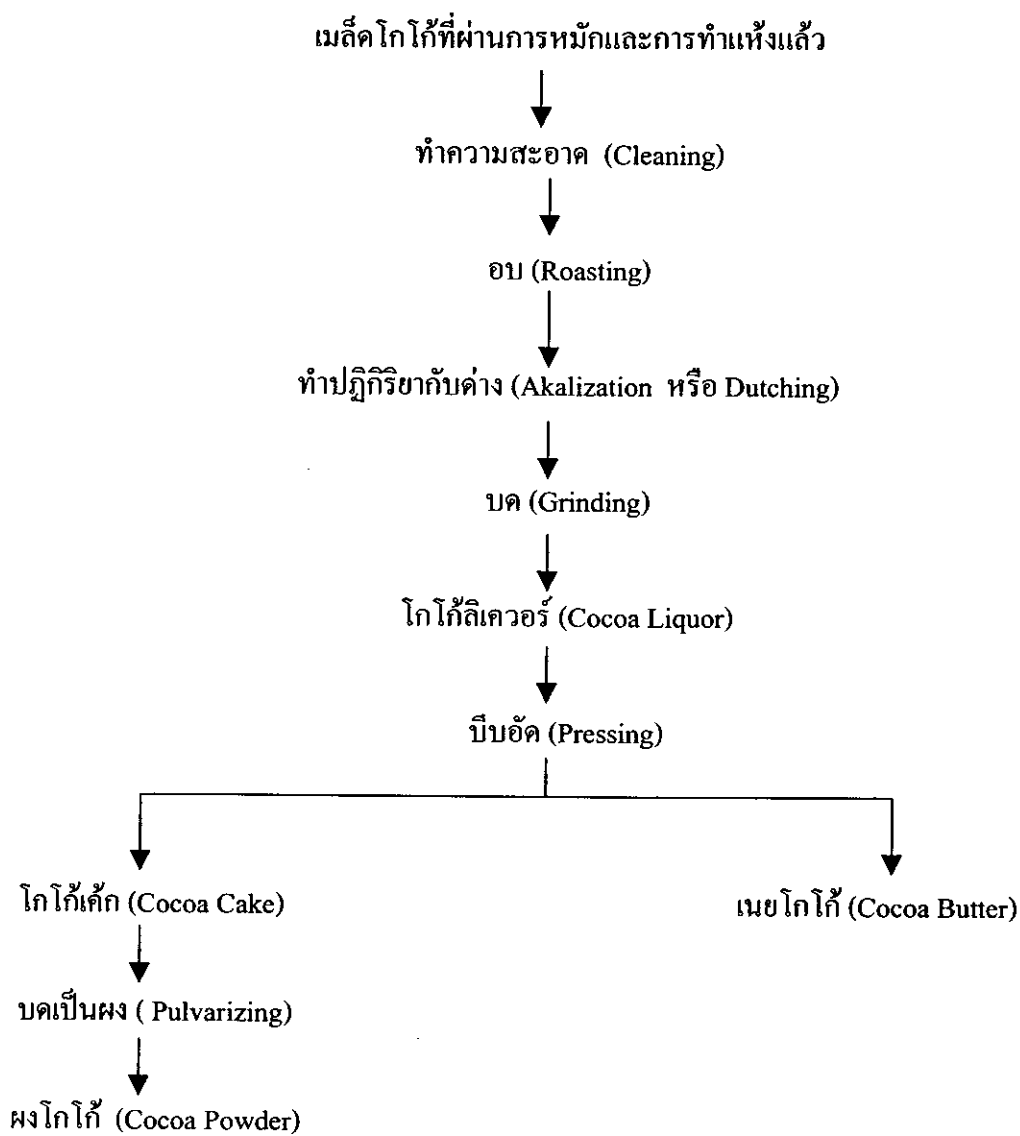 เมล็ดโกโก้ที่ผ่านการหมักและการทำแห้งแล้ว
ทำความสะอาด (Cleaning)
อบ (Roasting)
ทำปฏิกิริยากับด่าง (Akalization หรือ Dutching)
บด (Grinding)
โกโก้ลิเควอร์ (Cocoa Liquor)
บีบอัด (Pressing)
โกโก้เค้ก (Cocoa Cake)
เนยโกโก้ (Cocoa Butter)
บดเป็นผง ( Pulvarizing)
ผงโกโก้ (Cocoa Powder)